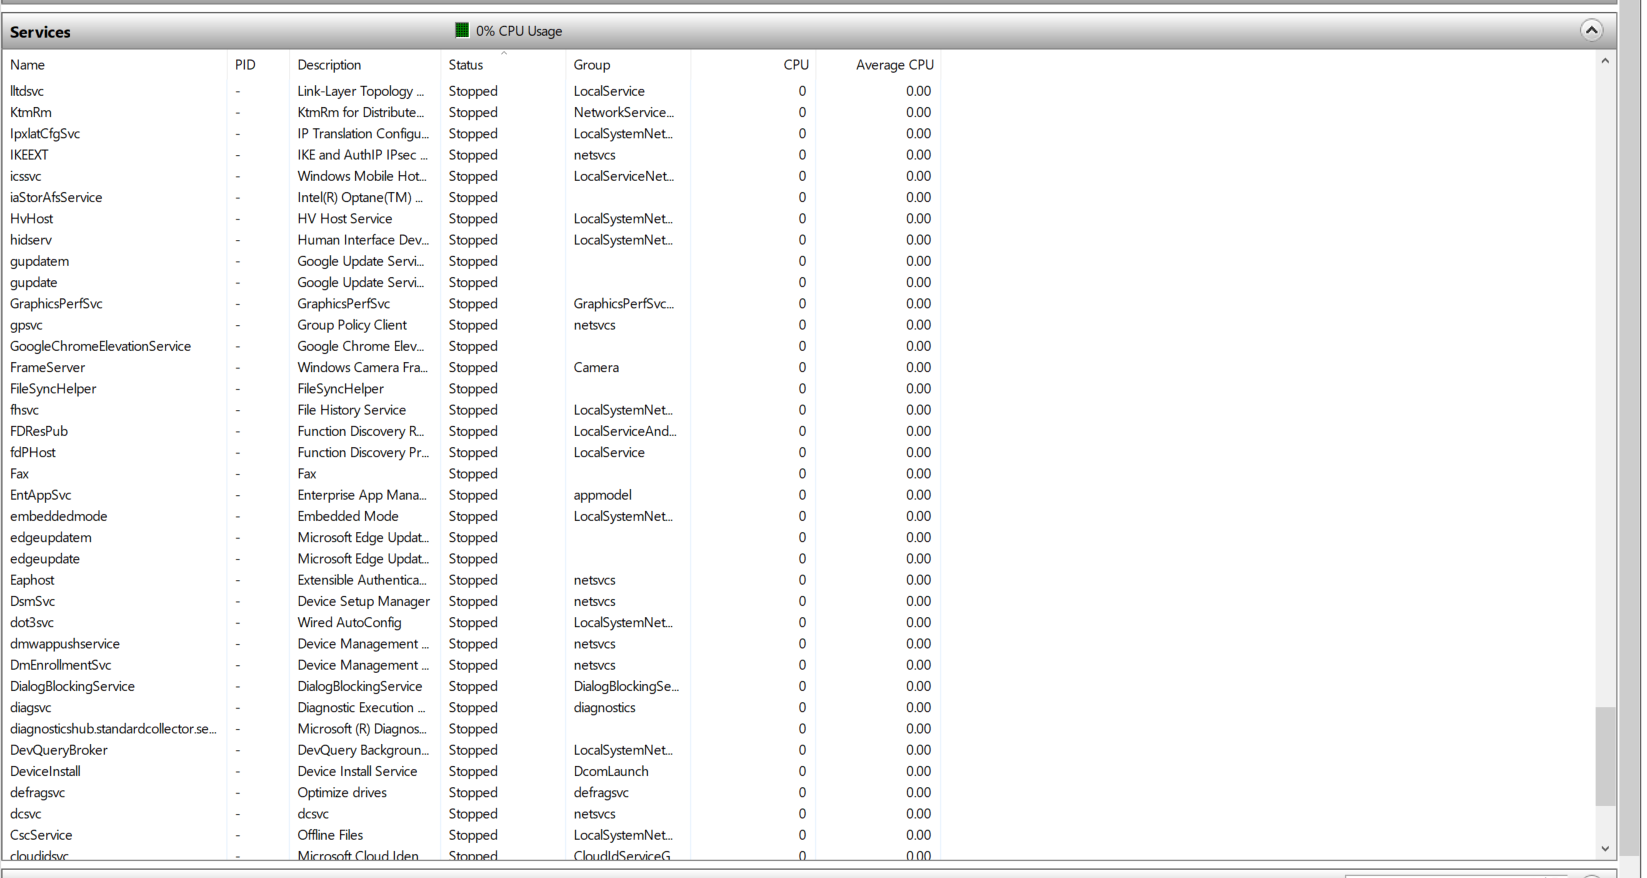 Services 0% CPU Usage
Name PID Description Status Group CPU Average CPU
lltdsvc - Link-Layer Topology ... Stopped LocalService 0 0.00
KtmRm - KtmRm for Distribute... Stopped NetworkService... 0 0.00
IpxlatCfgSvc - IP Translation Configu... Stopped LocalSystemNet... 0 0.00
IKEEXT - IKE and AuthIP IPsec ... Stopped netsvcs 0 0.00
icssvc - Windows Mobile Hot... Stopped LocalServiceNet... 0 0.00
iaStorAfsService - Intel(R) Optane(TM) ... Stopped 0 0.00
HvHost - HV Host Service Stopped LocalSystemNet... 0 0.00
hidserv - Human Interface Dev... Stopped LocalSystemNet... 0 0.00
gupdatem - Google Update Servi... Stopped 0 0.00
gupdate - Google Update Servi... Stopped 0 0.00
GraphicsPerfSvc - GraphicsPerfSvc Stopped GraphicsPerfSvc... 0 0.00
gpsvc - Group Policy Client Stopped netsvcs 0 0.00
GoogleChromeElevationService - Google Chrome Elev... Stopped 0 0.00
FrameServer - Windows Camera Fra... Stopped Camera 0 0.00
FileSyncHelper - FileSyncHelper Stopped 0 0.00
fhsvc - File History Service Stopped LocalSystemNet... 0 0.00
FDResPub - Function Discovery R... Stopped LocalServiceAnd... 0 0.00
fdPHost - Function Discovery Pr... Stopped LocalService 0 0.00
Fax - Fax Stopped 0 0.00
EntAppSvc - Enterprise App Mana... Stopped appmodel 0 0.00
embeddedmode - Embedded Mode Stopped LocalSystemNet... 0 0.00
edgeupdatem - Microsoft Edge Updat... Stopped 0 0.00
edgeupdate - Microsoft Edge Updat... Stopped 0 0.00
Eaphost - Extensible Authentica... Stopped netsvcs 0 0.00
DsmSvc - Device Setup Manager Stopped netsvcs 0 0.00
dot3svc - Wired AutoConfig Stopped LocalSystemNet... 0 0.00
dmwappushservice - Device Management ... Stopped netsvcs 0 0.00
DmEnrollmentSvc - Device Management ... Stopped netsvcs 0 0.00
DialogBlockingService - DialogBlockingService Stopped DialogBlockingSe... 0 0.00
diagsvc - Diagnostic Execution ... Stopped diagnostics 0 0.00
diagnosticshub.standardcollector.se... - Microsoft (R) Diagnos... Stopped 0 0.00
DevQueryBroker - DevQuery Backgroun... Stopped LocalSystemNet... 0 0.00
DeviceInstall - Device Install Service Stopped DcomLaunch 0 0.00
defragsvc - Optimize drives Stopped defragsvc 0 0.00
dcsvc - dcsvc Stopped netsvcs 0 0.00
CscService - Offline Files Stopped LocalSystemNet... 0 0.00
cloudidsvc - Microsoft Cloud Iden Stopped CloudIdServiceG 0 0.00